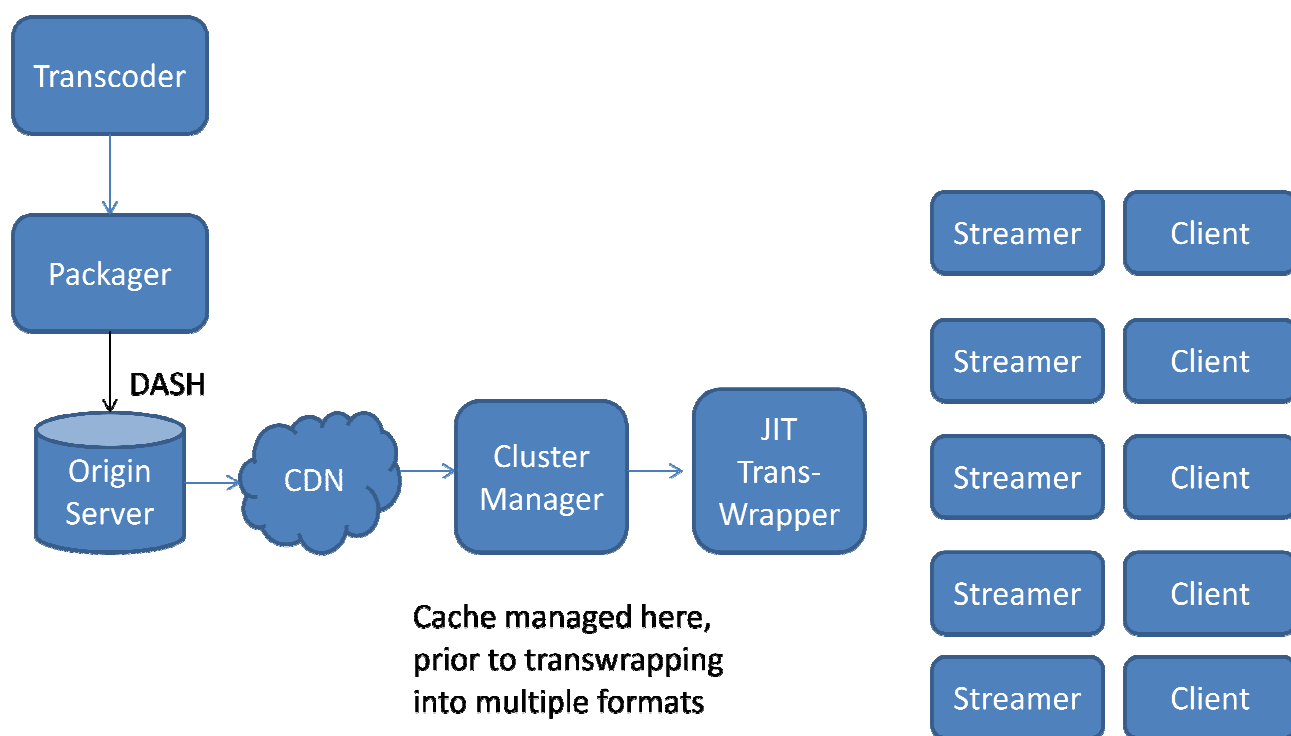 Transcoder
Packager
DASH
Origin
Server
CDN
Cluster
Manager
JIT
Trans-
Wrapper
Cache managed here,
prior to transwrapping
into multiple formats
Streamer
Client
Streamer
Client
Streamer
Client
Streamer
Client
Streamer
Client